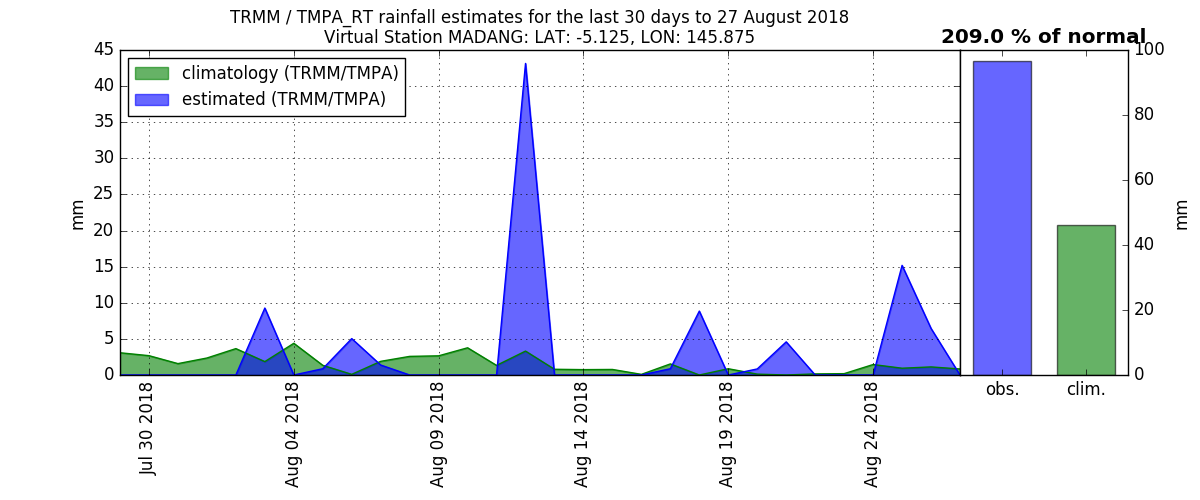 TRMM / TMPA_RT rainfall estimates for the last 30 days to 27 August 2018
Virtual Station MADANG: LAT: -5.125, LON: 145.875
209.0 % of normal
climatology (TRMM/TMPA)
estimated (TRMM/TMPA)
45
40
35
30
25
20
15
10
5
0
mm
Jul 30 2018
Aug 04 2018
Aug 09 2018
Aug 14 2018
Aug 19 2018
Aug 24 2018
100
80
60
40
20
0
mm
obs.
clim.